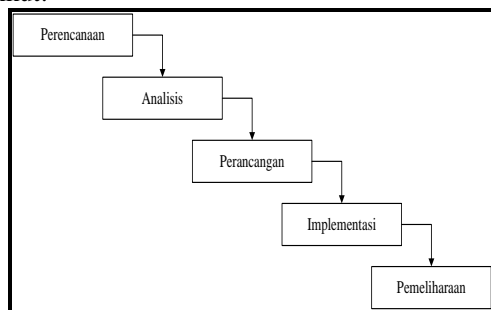 Perencanaan
Analisis
Perancangan
Implementasi
Pemeliharaan